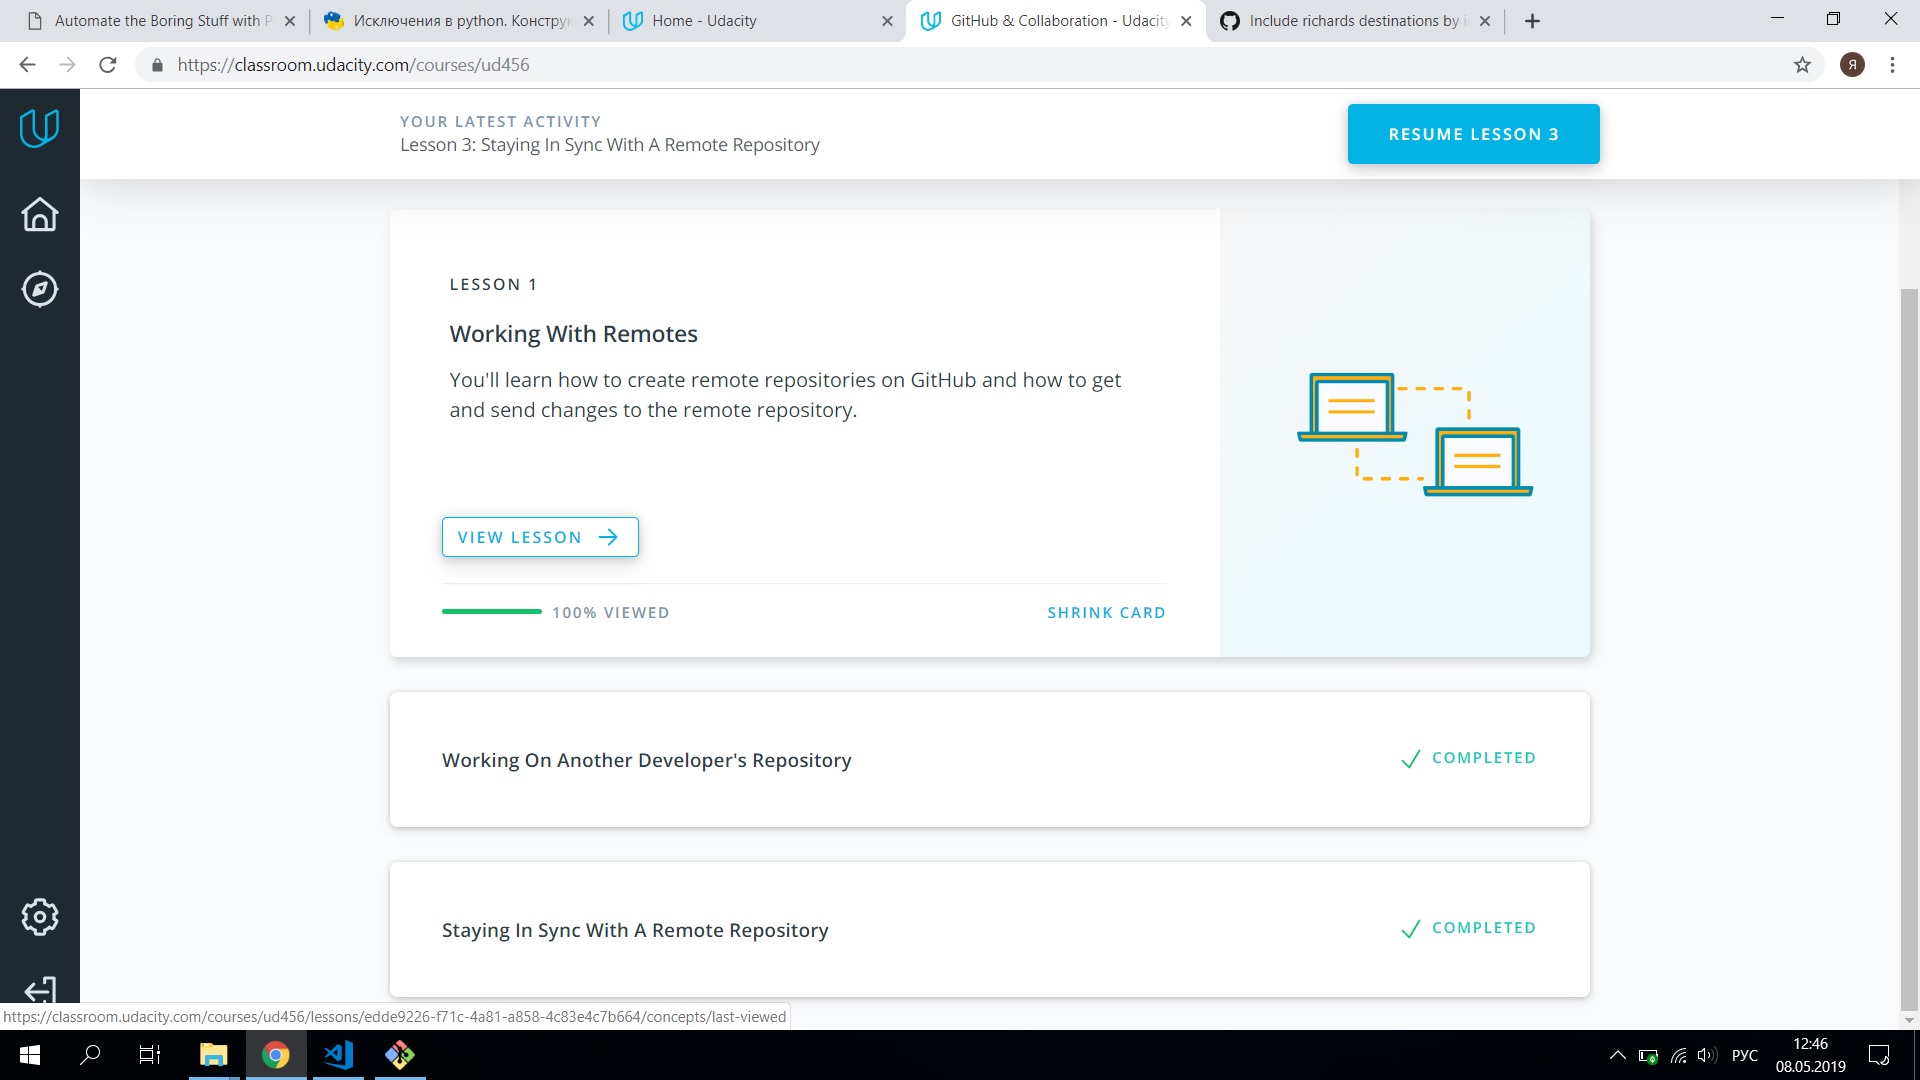 Automate the Boring Stuff with P
Исключения в python. Констру
Home - Udacity
GitHub & Collaboration - Udacity
Include richards destinations by
https://classroom.udacity.com/courses/ud456
Я
YOUR LATEST ACTIVITY
Lesson 3: Staying In Sync With A Remote Repository
RESUME LESSON 3
LESSON 1
Working With Remotes
You'll learn how to create remote repositories on GitHub and how to get
and send changes to the remote repository.
VIEW LESSON
100% VIEWED
SHRINK CARD
Working On Another Developer's Repository
COMPLETED
Staying In Sync With A Remote Repository
COMPLETED
https://classroom.udacity.com/courses/ud456/lessons/edde9226-f71c-4a81-a858-4c83e4c7b664/concepts/last-viewed
РУС
12:46
08.05.2019